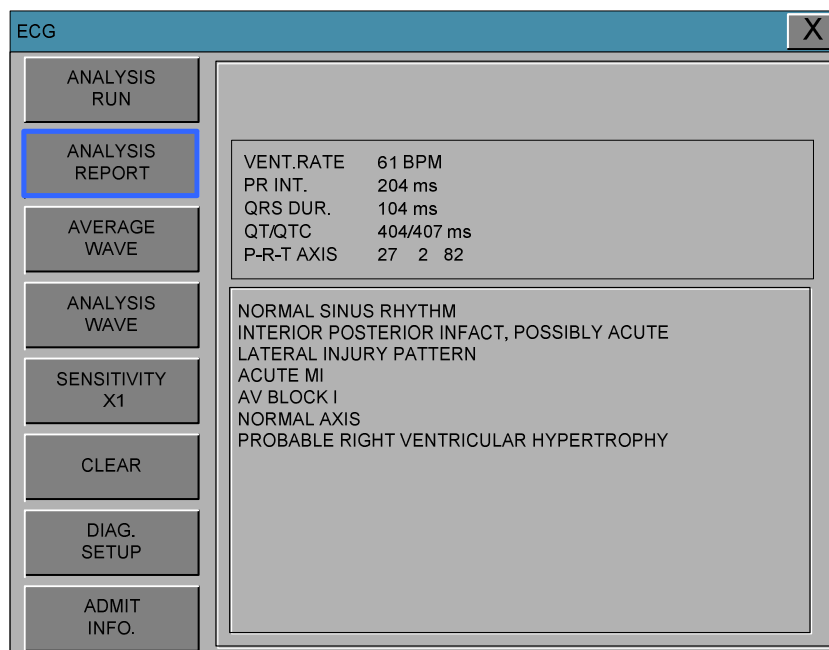 ECG
X
ANALYSIS
RUN
ANALYSIS
REPORT
AVERAGE
WAVE
ANALYSIS
WAVE
SENSITIVITY
X1
CLEAR
DIAG.
SETUP
ADMIT
INFO.
VENT.RATE 61 BPM
PR INT. 204 ms
QRS DUR. 104 ms
QT/QTC 404/407 ms
P-R-T AXIS 27 2 82
NORMAL SINUS RHYTHM
INTERIOR POSTERIOR INFACT, POSSIBLY ACUTE
LATERAL INJURY PATTERN
ACUTE MI
AV BLOCK I
NORMAL AXIS
PROBABLE RIGHT VENTRICULAR HYPERTROPHY